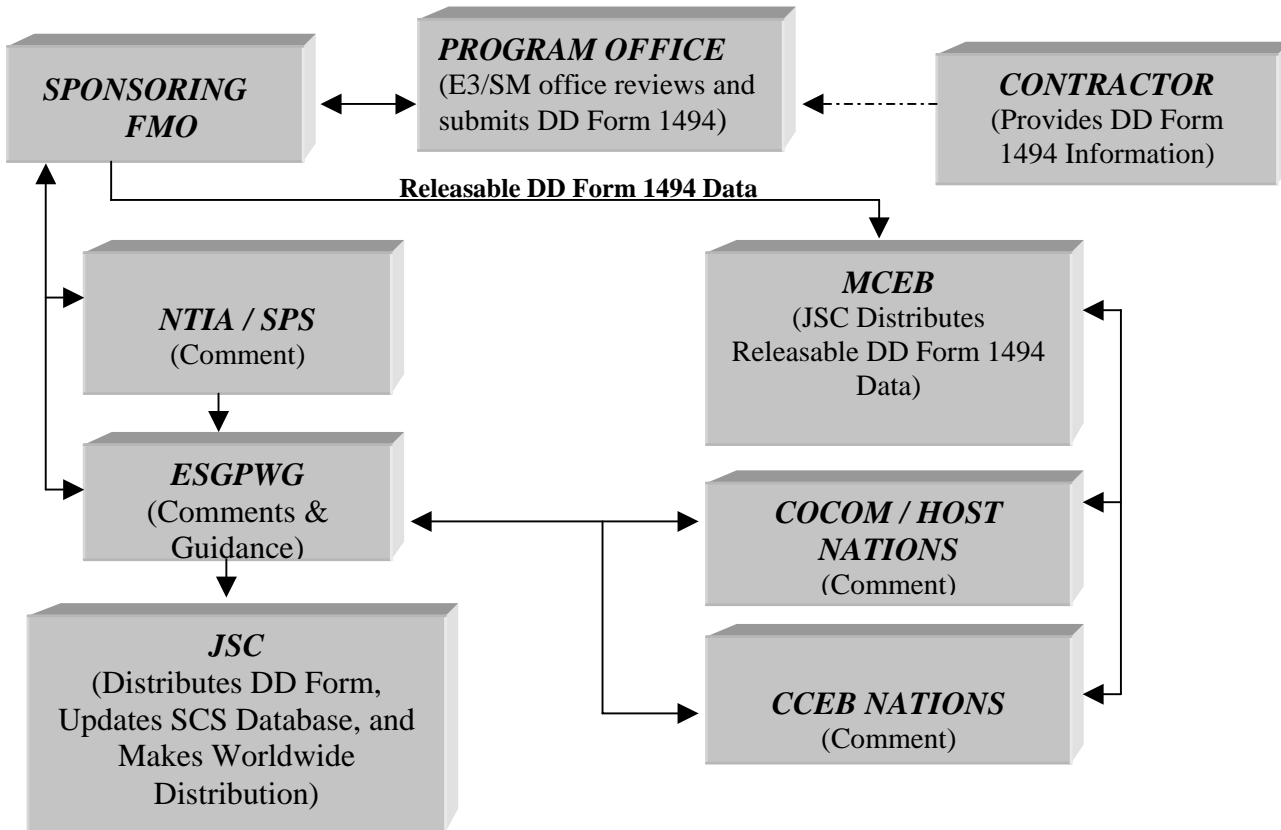 SPONSORING
FMO
PROGRAM OFFICE
(E3/SM office reviews and
submits DD Form 1494)
CONTRACTOR
(Provides DD Form
1494 Information)
Releasable DD Form 1494 Data
NTIA / SPS
(Comment)
MCEB
(JSC Distributes
Releasable DD Form 1494
Data)
ESGPWG
(Comments &
Guidance)
COCOM / HOST
NATIONS
(Comment)
JSC
(Distributes DD Form,
Updates SCS Database, and
Makes Worldwide
Distribution)
CCEB NATIONS
(Comment)